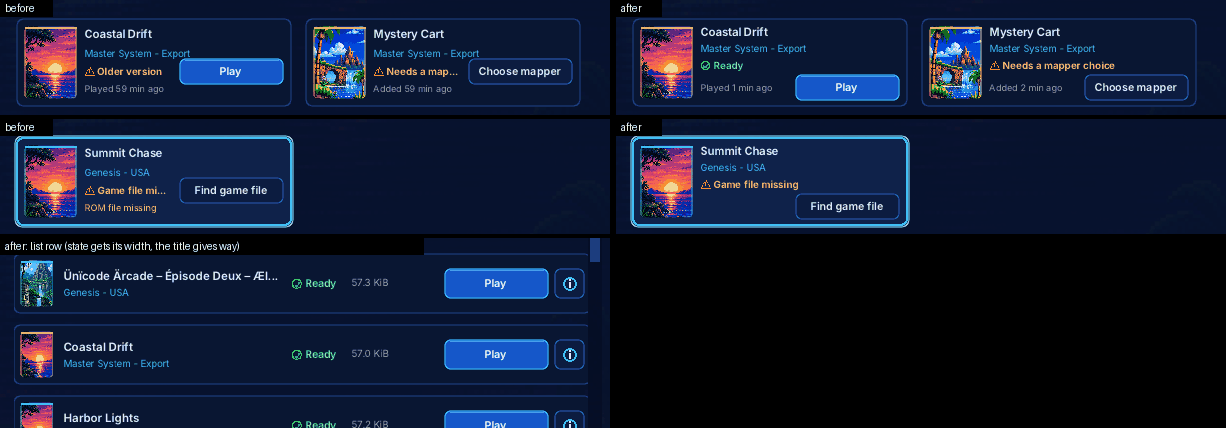 before
Coastal Drift
Master System - Export
Older version
Played 59 min ago
Play
Mystery Cart
Master System - Export
Needs a map...
Added 59 min ago
Choose mapper
after
Coastal Drift
Master System - Export
Ready
Played 1 min ago
Play
Mystery Cart
Master System - Export
Needs a mapper choice
Added 2 min ago
Choose mapper
before
Summit Chase
Genesis - USA
Game file mi...
ROM file missing
Find game file
after
Summit Chase
Genesis - USA
Game file missing
Find game file
after: list row (state gets its width, the title gives way)
Ünïcode Ärcade – Épisode Deux – Æl...
Genesis - USA
Ready
57.3 KiB
Play
Coastal Drift
Master System - Export
Ready
57.0 KiB
Play
Harbor Lights
Ready
57.2 KiB
Play